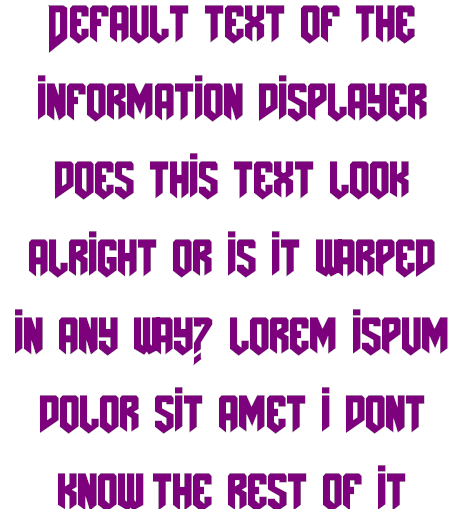 Default text of the
information displayer
does this text look
alright or is it warped
in any way? lorem ispum
dolor sit amet i dont
know the rest of it